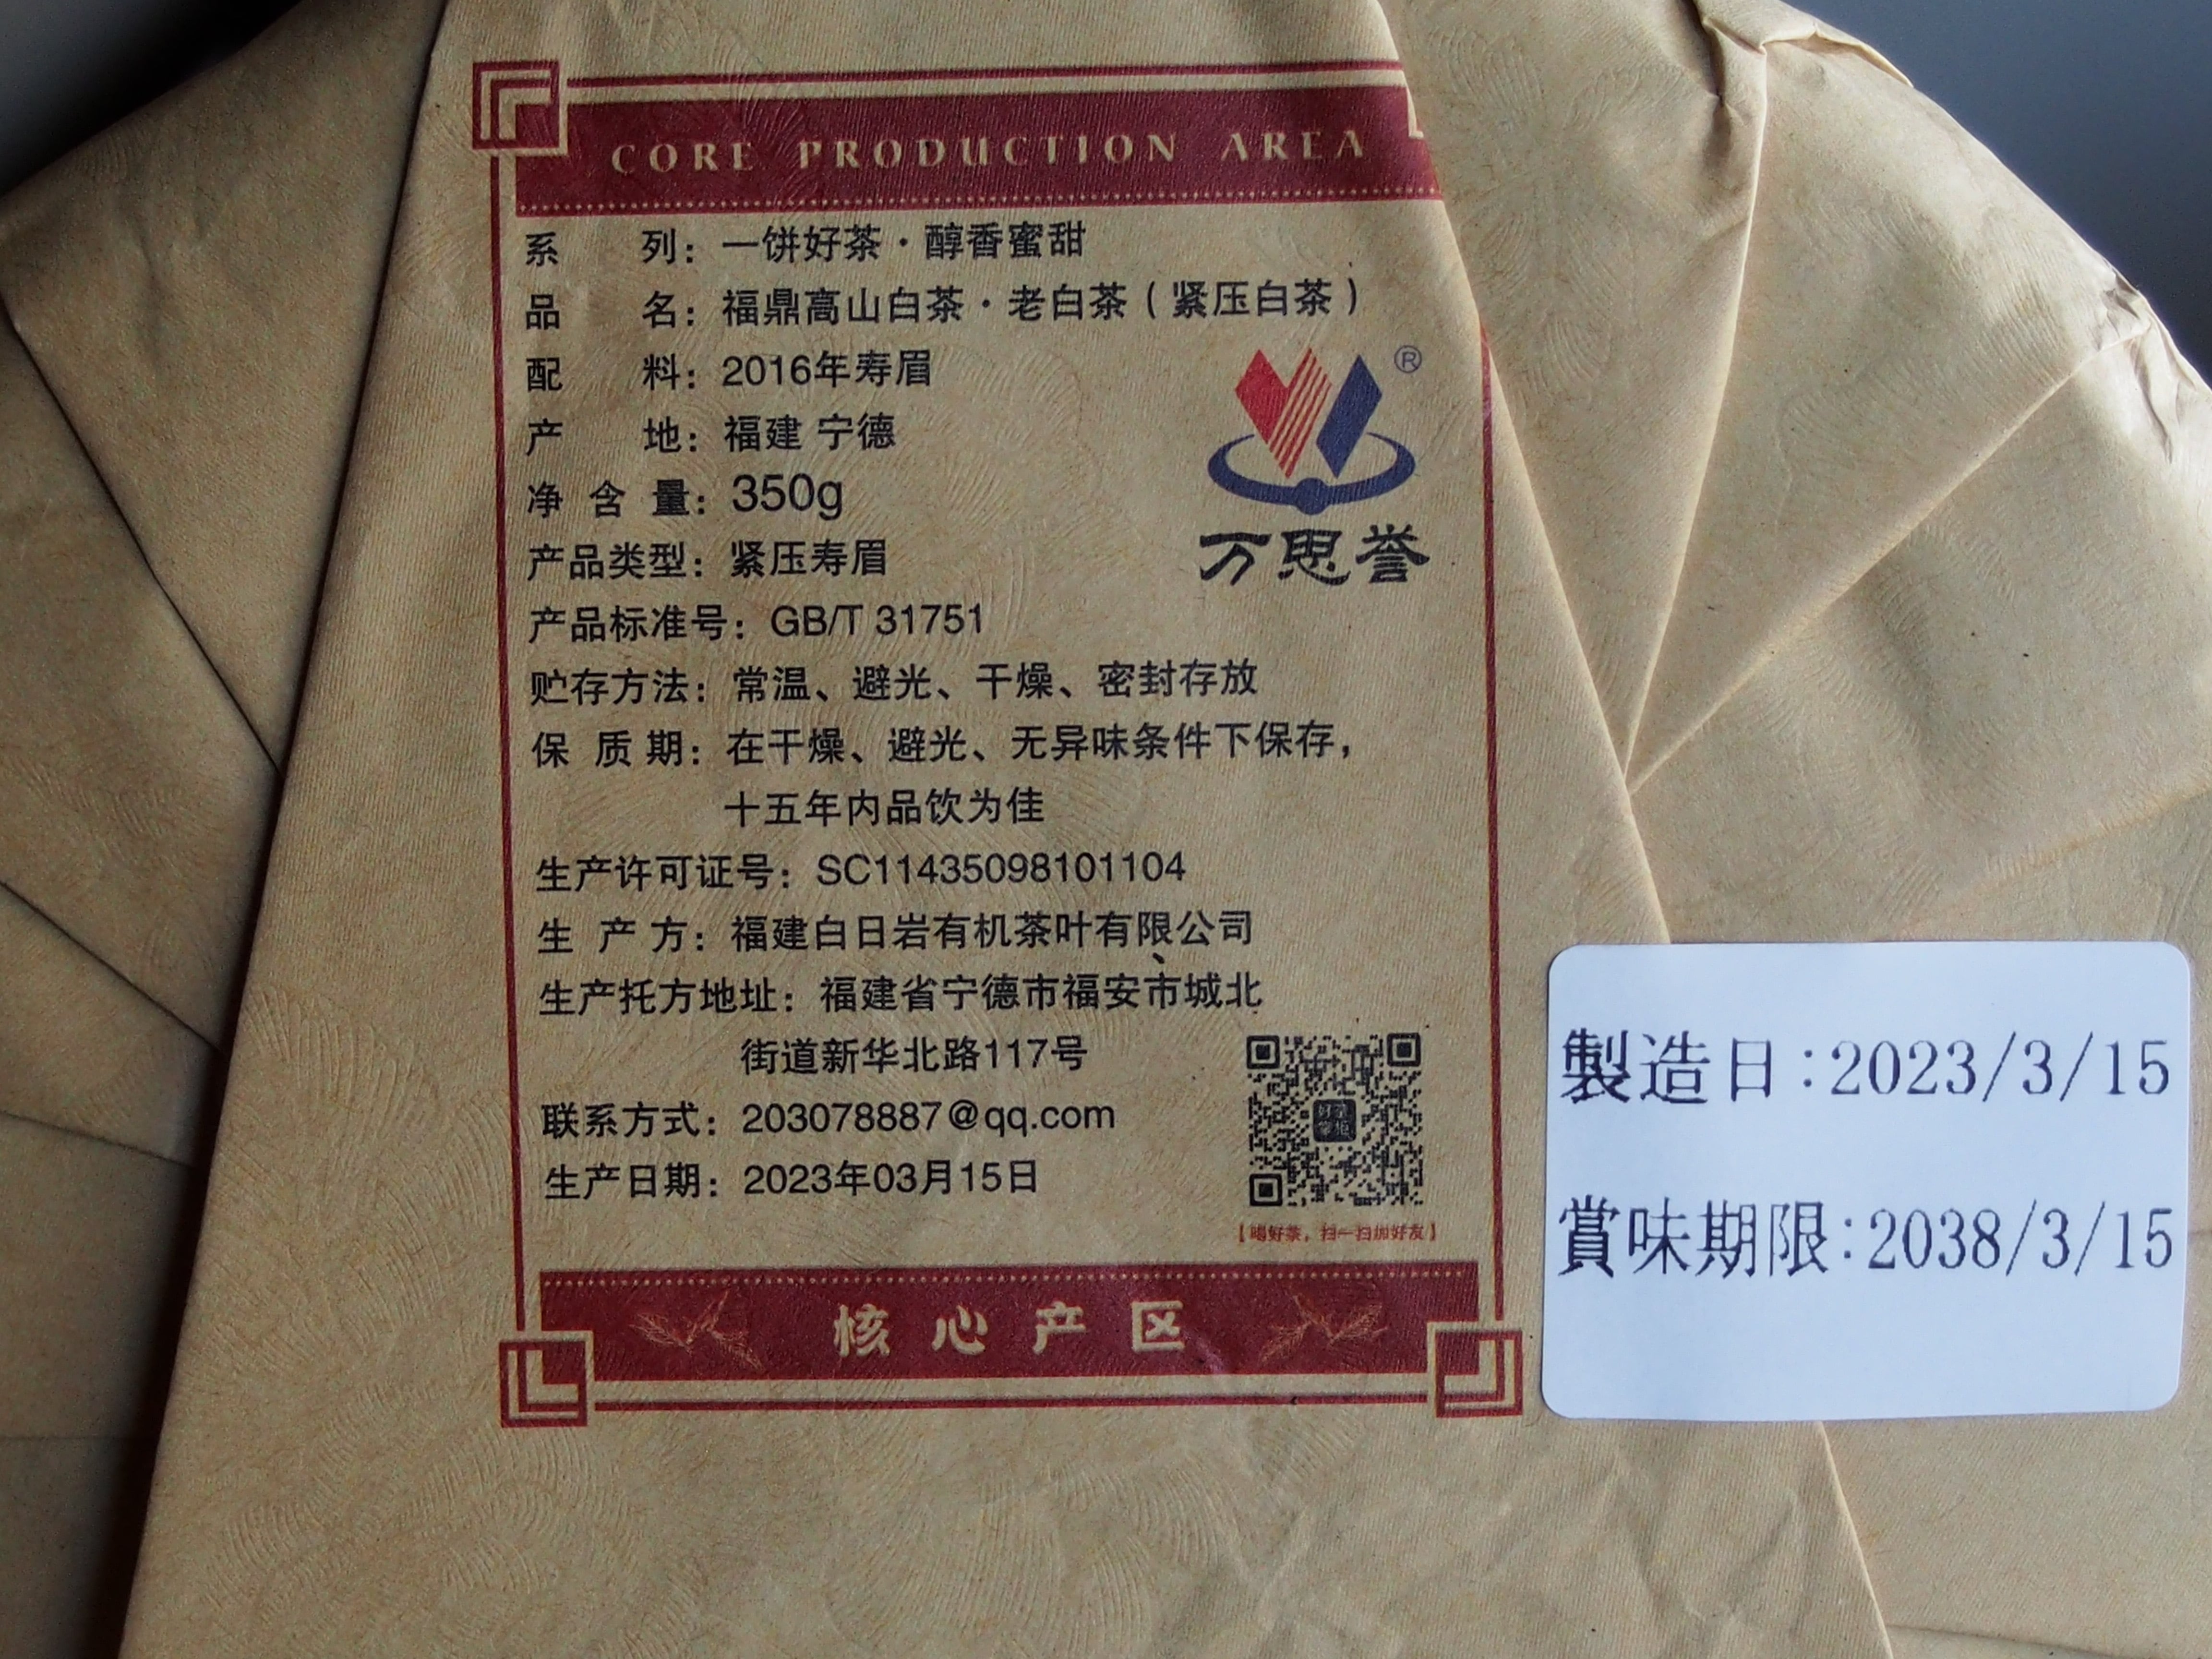 CORE PRODUCTION AREA
系 列：一饼好茶·醇香蜜甜
品 名：福鼎高山白茶·老白茶（紧压白茶）
配 料：2016年寿眉
产 地：福建 宁德
净 含 量：350g
产品类型：紧压寿眉
产品标准号：GB/T 31751
贮存方法：常温、避光、干燥、密封存放
保 质 期：在干燥、避光、无异味条件下保存，
十五年内品饮为佳
生产许可证号：SC11435098101104
生 产 方：福建白日岩有机茶叶有限公司
生产托方地址：福建省宁德市福安市城北
街道新华北路117号
联系方式：203078887@qq.com
生产日期：2023年03月15日
®
万思誉
【喝好茶，扫一扫加好友】
核心产区
製造日:2023/3/15
賞味期限:2038/3/15